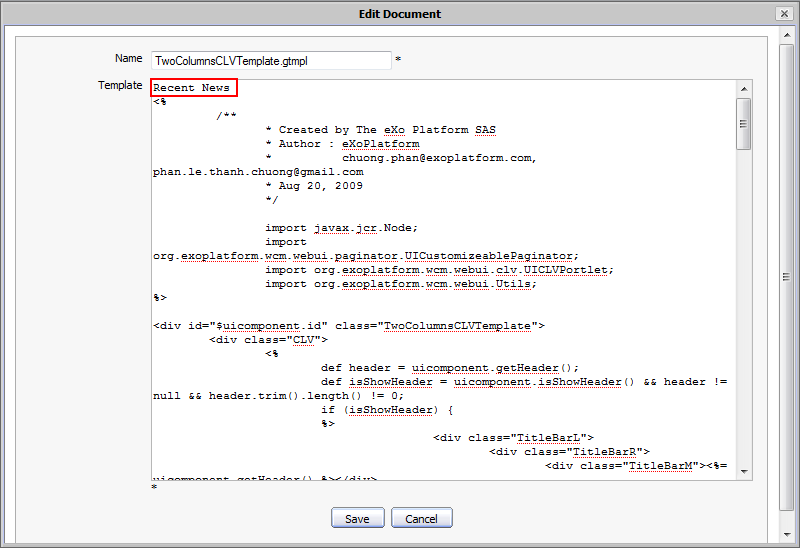 Edit Document
Name TwoColumnsCLVTemplate.gtmpl *
Template Recent News
<%
/**
* Created by The eXo Platform SAS
* Author : eXoPlatform
* chuong.phan@exoplatform.com,
phan.le.thanh.chuong@gmail.com
* Aug 20, 2009
*/
import javax.jcr.Node;
import
org.exoplatform.wcm.webui.paginator.UICustomizeablePaginator;
import org.exoplatform.wcm.webui.clv.UICLVPortlet;
import org.exoplatform.wcm.webui.Utils;
%>
<div id="$uicomponent.id" class="TwoColumnsCLVTemplate">
<div class="CLV">
<%
def header = uicomponent.getHeader();
def isShowHeader = uicomponent.isShowHeader() && header !=
null && header.trim().length() != 0;
if (isShowHeader) {
%>
<div class="TitleBarL">
<div class="TitleBarR">
<div class="TitleBarM"><%=
uicomponent.getHeader() %></div>
*
Save Cancel